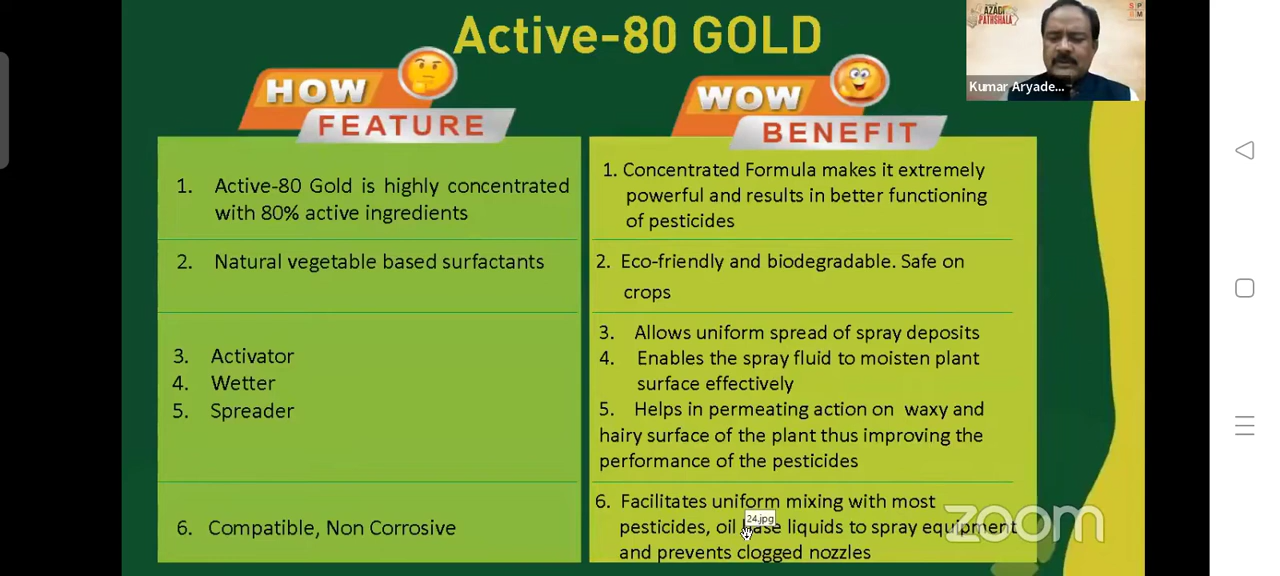 Active-80 GOLD
AZADI
PATHSHALA
Kumar Aryade...
HOW
FEATURE
WOW
BENEFIT
1. Active-80 Gold is highly concentrated
with 80% active ingredients
1. Concentrated Formula makes it extremely
powerful and results in better functioning
of pesticides
2. Natural vegetable based surfactants
2. Eco-friendly and biodegradable. Safe on
crops
3. Activator
4. Wetter
5. Spreader
3. Allows uniform spread of spray deposits
4. Enables the spray fluid to moisten plant
surface effectively
5. Helps in permeating action on waxy and
hairy surface of the plant thus improving the
performance of the pesticides
6. Compatible, Non Corrosive
6. Facilitates uniform mixing with most
pesticides, oil base liquids to spray equipment
and prevents clogged nozzles
24.jpg
zoom